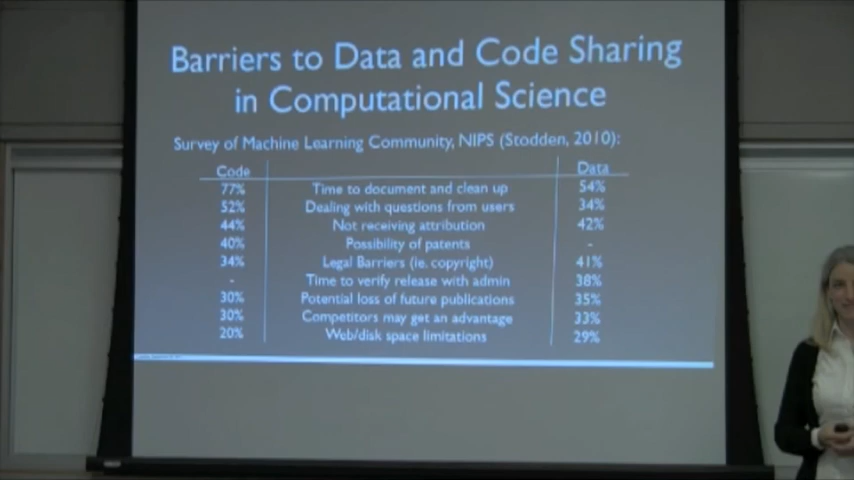 Barriers to Data and Code Sharing
in Computational Science
Survey of Machine Learning Community, NIPS (Stodden, 2010):
Code Data
77% Time to document and clean up 54%
52% Dealing with questions from users 34%
44% Not receiving attribution 42%
40% Possibility of patents -
34% Legal Barriers (ie. copyright) 41%
- Time to verify release with admin 38%
30% Potential loss of future publications 35%
30% Competitors may get an advantage 33%
20% Web/disk space limitations 29%